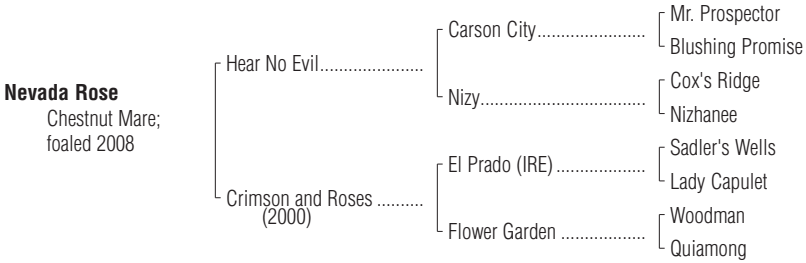 Mr. Prospector
Carson City......................
Blushing Promise
Hear No Evil......................
Cox's Ridge
Nizy...................................
Nizhanee
Nevada Rose
Chestnut Mare;
foaled 2008
Sadler's Wells
El Prado (IRE) ...................
Lady Capulet
Crimson and Roses ..........
(2000)
Woodman
Flower Garden ..................
Quiamong